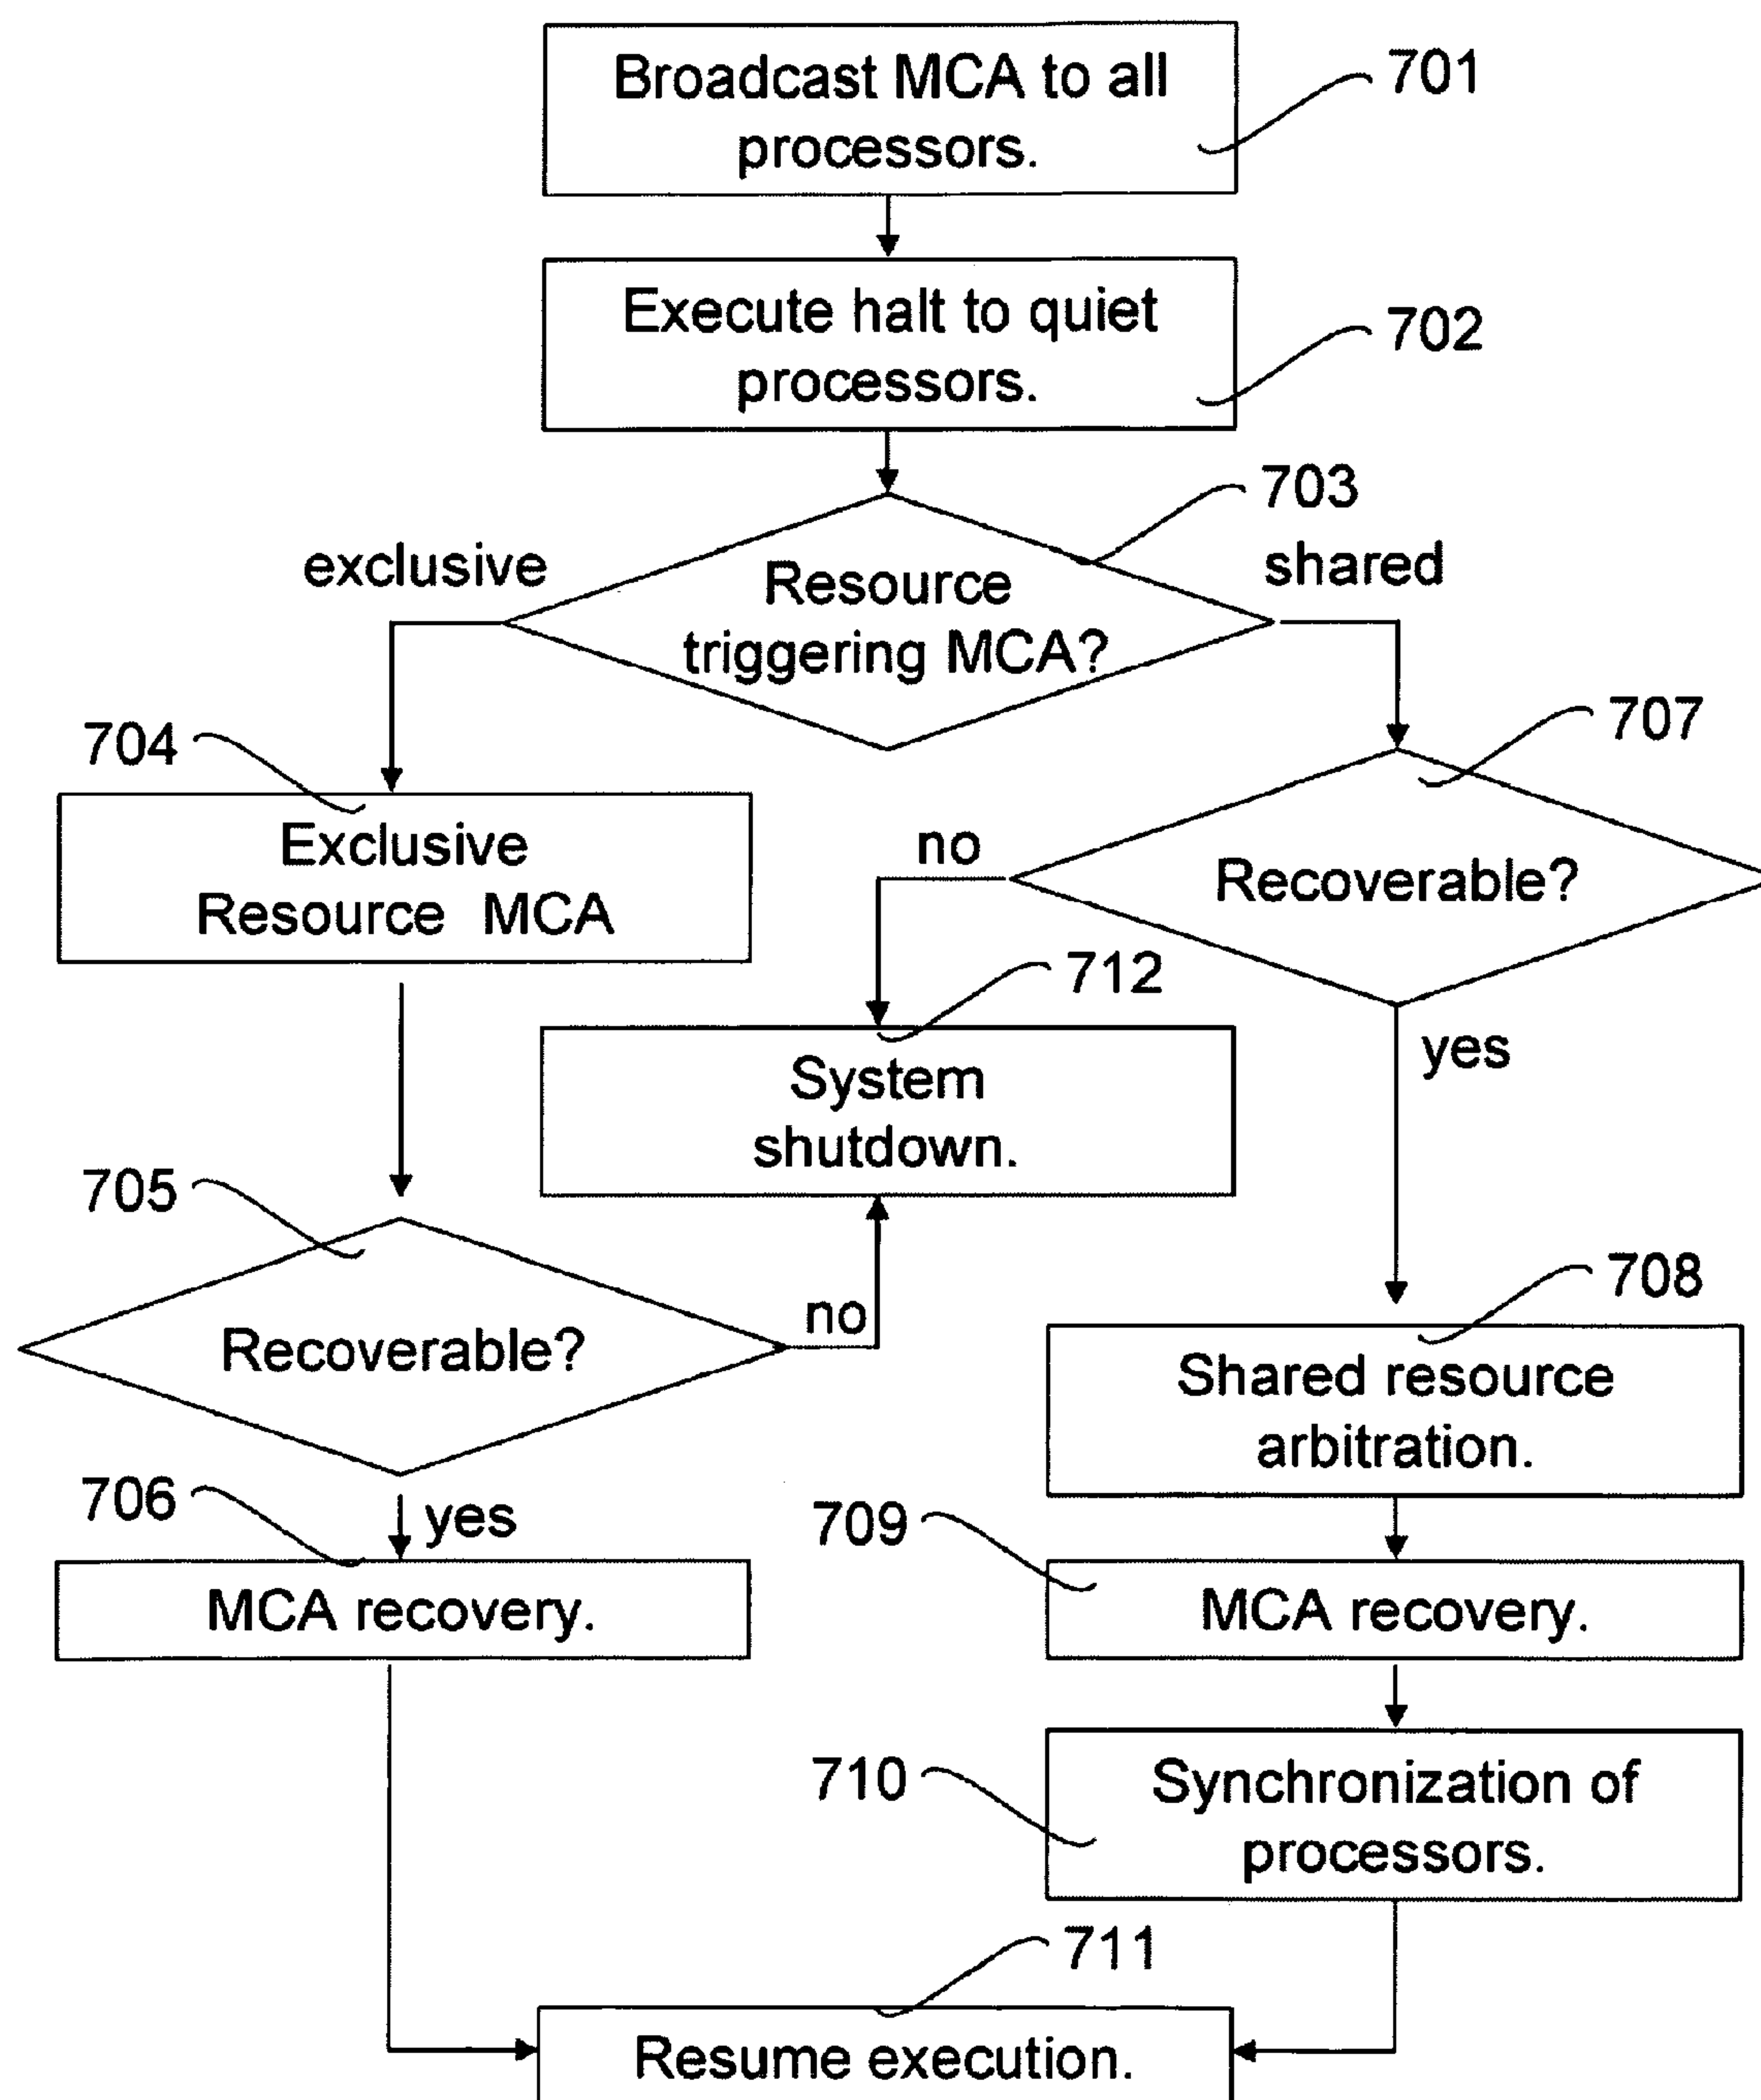 Broadcast MCA to all
processors.
701
Execute halt to quiet
processors.
702
703
exclusive
shared
Resource
triggering MCA?
704
707
Exclusive
Resource MCA
no
Recoverable?
712
yes
System
shutdown.
705
708
no
Recoverable?
Shared resource
arbitration.
706
yes
709
MCA recovery.
MCA recovery.
710
Synchronization of
processors.
711
Resume execution.